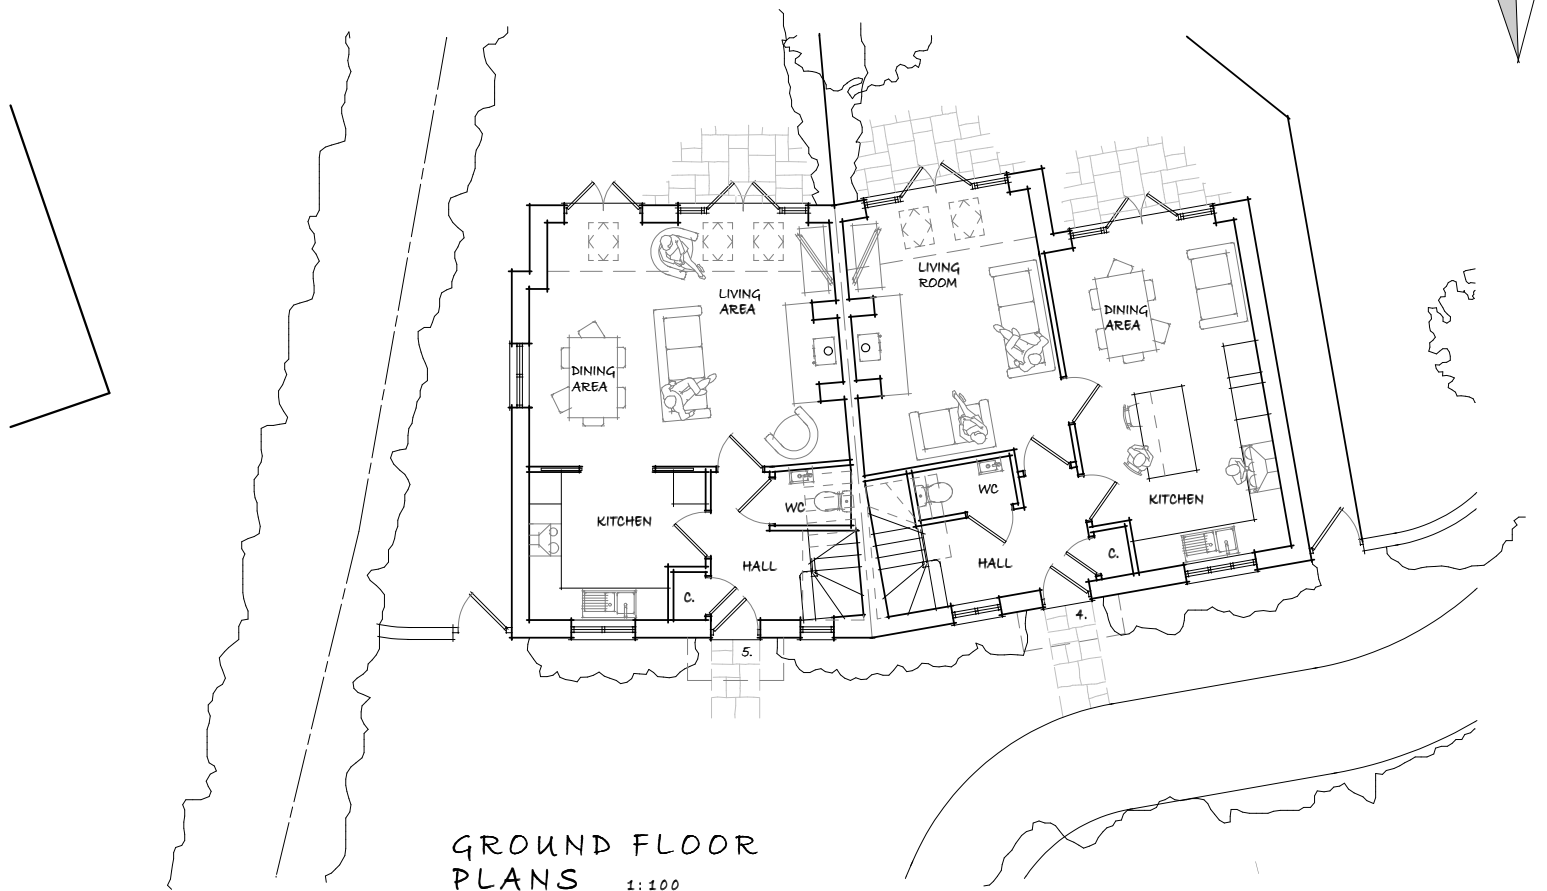 LIVING
AREA
DINING
AREA
KITCHEN
WC
HALL
C.
5.
LIVING
ROOM
DINING
AREA
KITCHEN
WC
HALL
C.
4.
GROUND FLOOR
PLANS 1:100